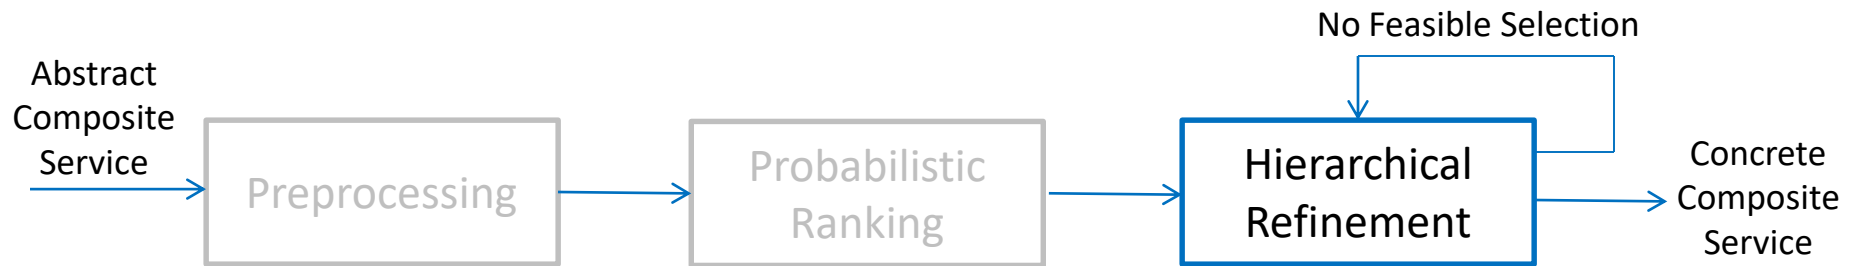 No Feasible Selection
Abstract
Composite
Service
Preprocessing
Probabilistic
Ranking
Hierarchical
Refinement
Concrete
Composite
Service